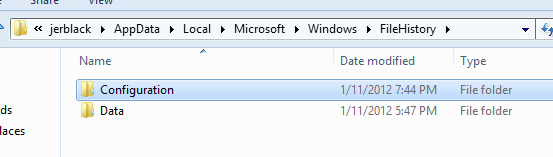 Share
View
« jerblack ▸ AppData ▸ Local ▸ Microsoft ▸ Windows ▸ FileHistory ▸
Name Date modified Type
Configuration 1/11/2012 7:44 PM File folder
Data 1/11/2012 5:47 PM File folder
ds
laces